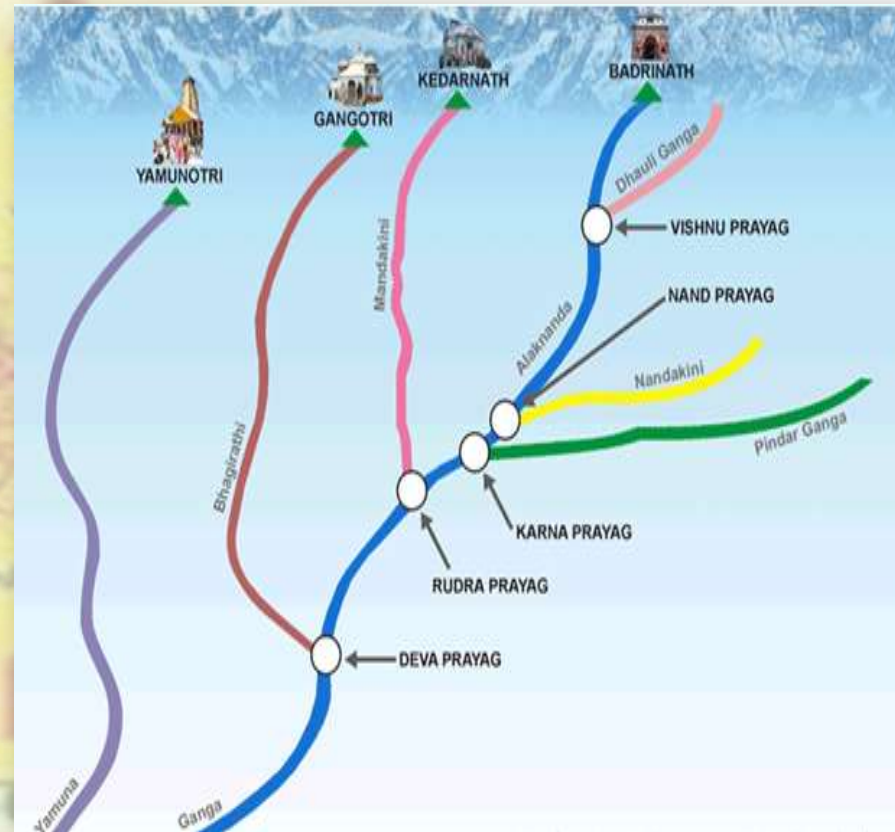 BADRINATH
KEDARNATH
GANGOTRI
YAMUNOTRI
Dhauli Ganga
VISHNU PRAYAG
Mandakini
NAND PRAYAG
Alaknanda
Nandakini
Pindar Ganga
Bhagirathi
KARNA PRAYAG
RUDRA PRAYAG
DEVA PRAYAG
Yamuna
Ganga